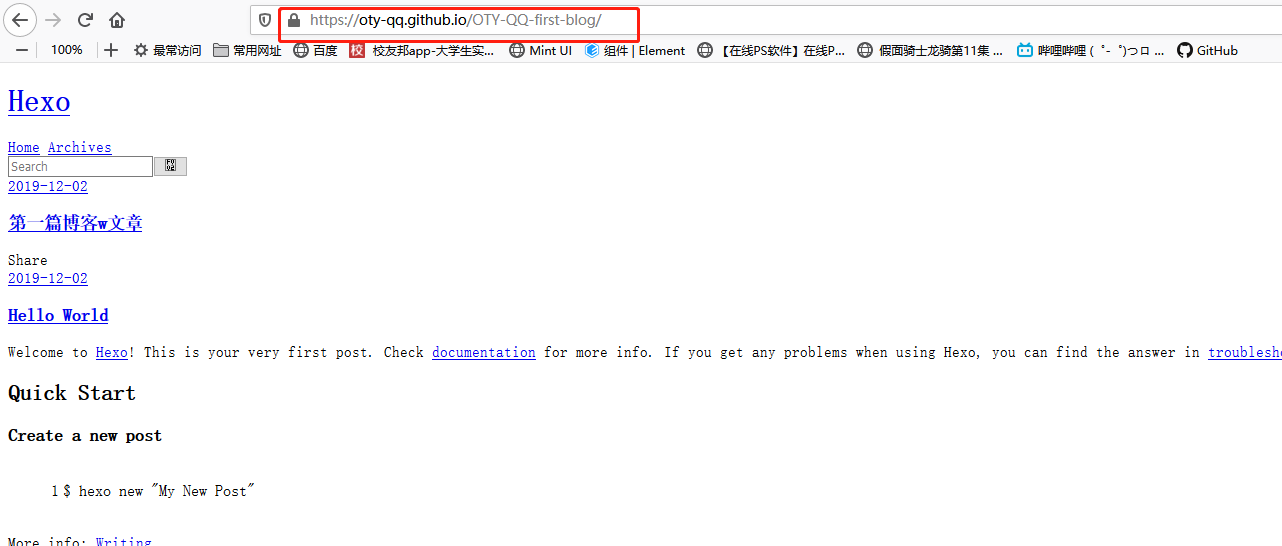 https://oty-qq.github.io/OTY-QQ-first-blog/
100% 最常访问 常用网址 百度 校 校友邦app-大学生实... Mint UI 组件 | Element 【在线PS软件】在线P... 假面骑士龙骑第11集 ... 哔哩哔哩 ( ゜- ゜)つロ ... GitHub
Hexo
Home Archives
Search
2019-12-02
第一篇博客w文章
Share
2019-12-02
Hello World
Welcome to Hexo! This is your very first post. Check documentation for more info. If you get any problems when using Hexo, you can find the answer in troublesho
Quick Start
Create a new post
1 $ hexo new "My New Post"
More info: Writing